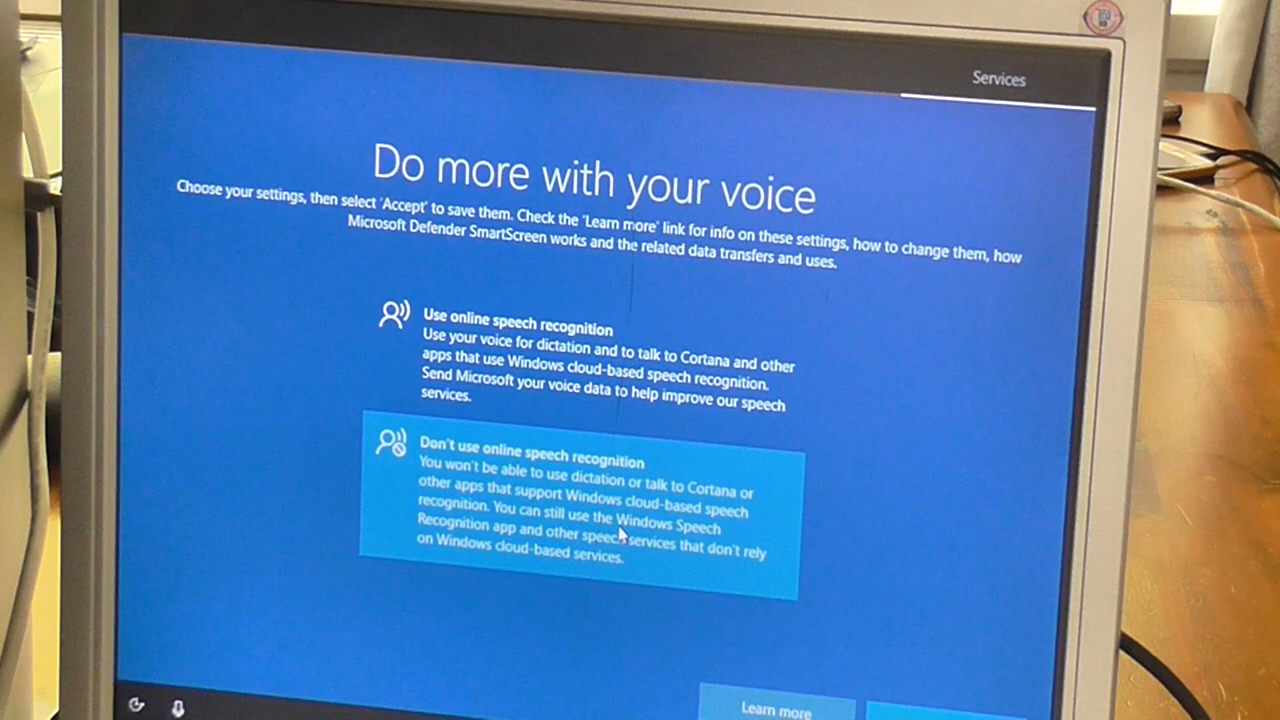 Services
Do more with your voice
Choose your settings, then select 'Accept' to save them. Check the 'Learn more' link for info on these settings, how to change them, how
Microsoft Defender SmartScreen works and the related data transfers and uses.
Use online speech recognition
Use your voice for dictation and to talk to Cortana and other
apps that use Windows cloud-based speech recognition.
Send Microsoft your voice data to help improve our speech
services.
Don't use online speech recognition
You won't be able to use dictation or talk to Cortana or
other apps that support Windows cloud-based speech
recognition. You can still use the Windows Speech
Recognition app and other speech services that don't rely
on Windows cloud-based services.
Learn more